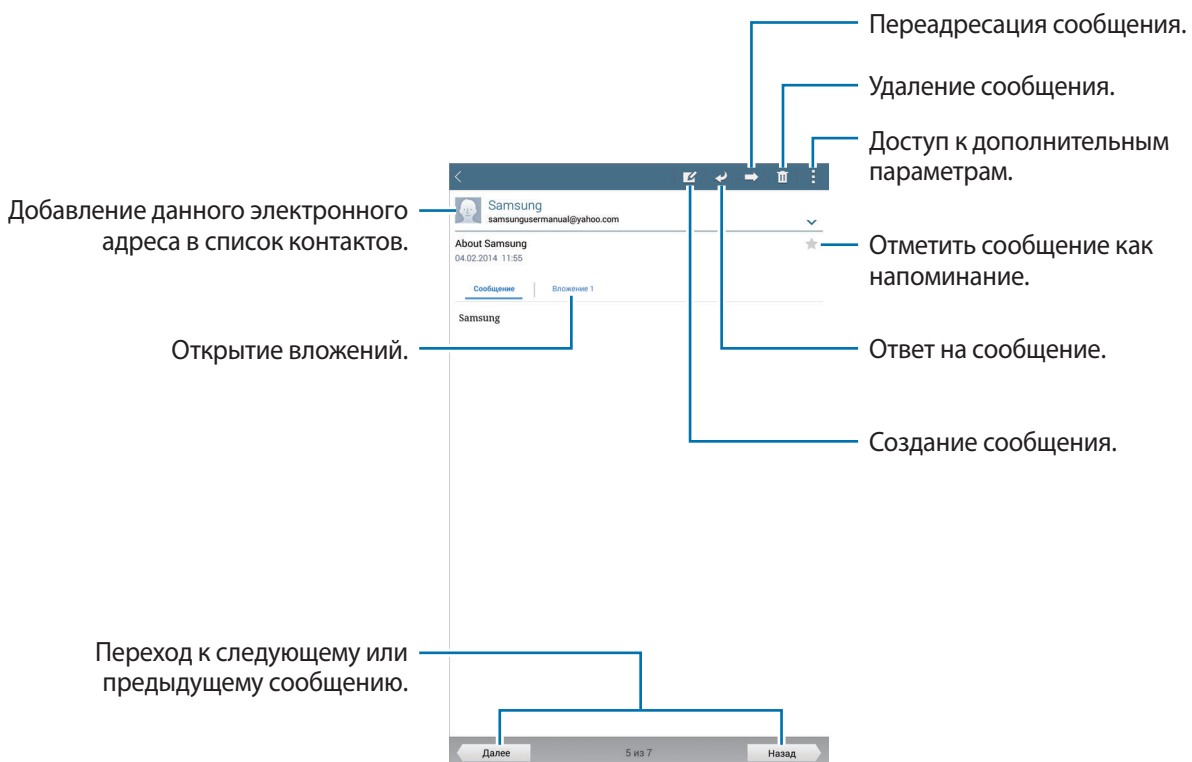 Переадресация сообщения.
Удаление сообщения.
Доступ к дополнительным
параметрам.
Добавление данного электронного
адреса в список контактов.
Samsung
samsungusermanual@yahoo.com
About Samsung
04.02.2014 11:55
Отметить сообщение как
напоминание.
Сообщение
Вложение 1
Samsung
Открытие вложений.
Ответ на сообщение.
Создание сообщения.
Переход к следующему или
предыдущему сообщению.
Далее
5 из 7
Назад